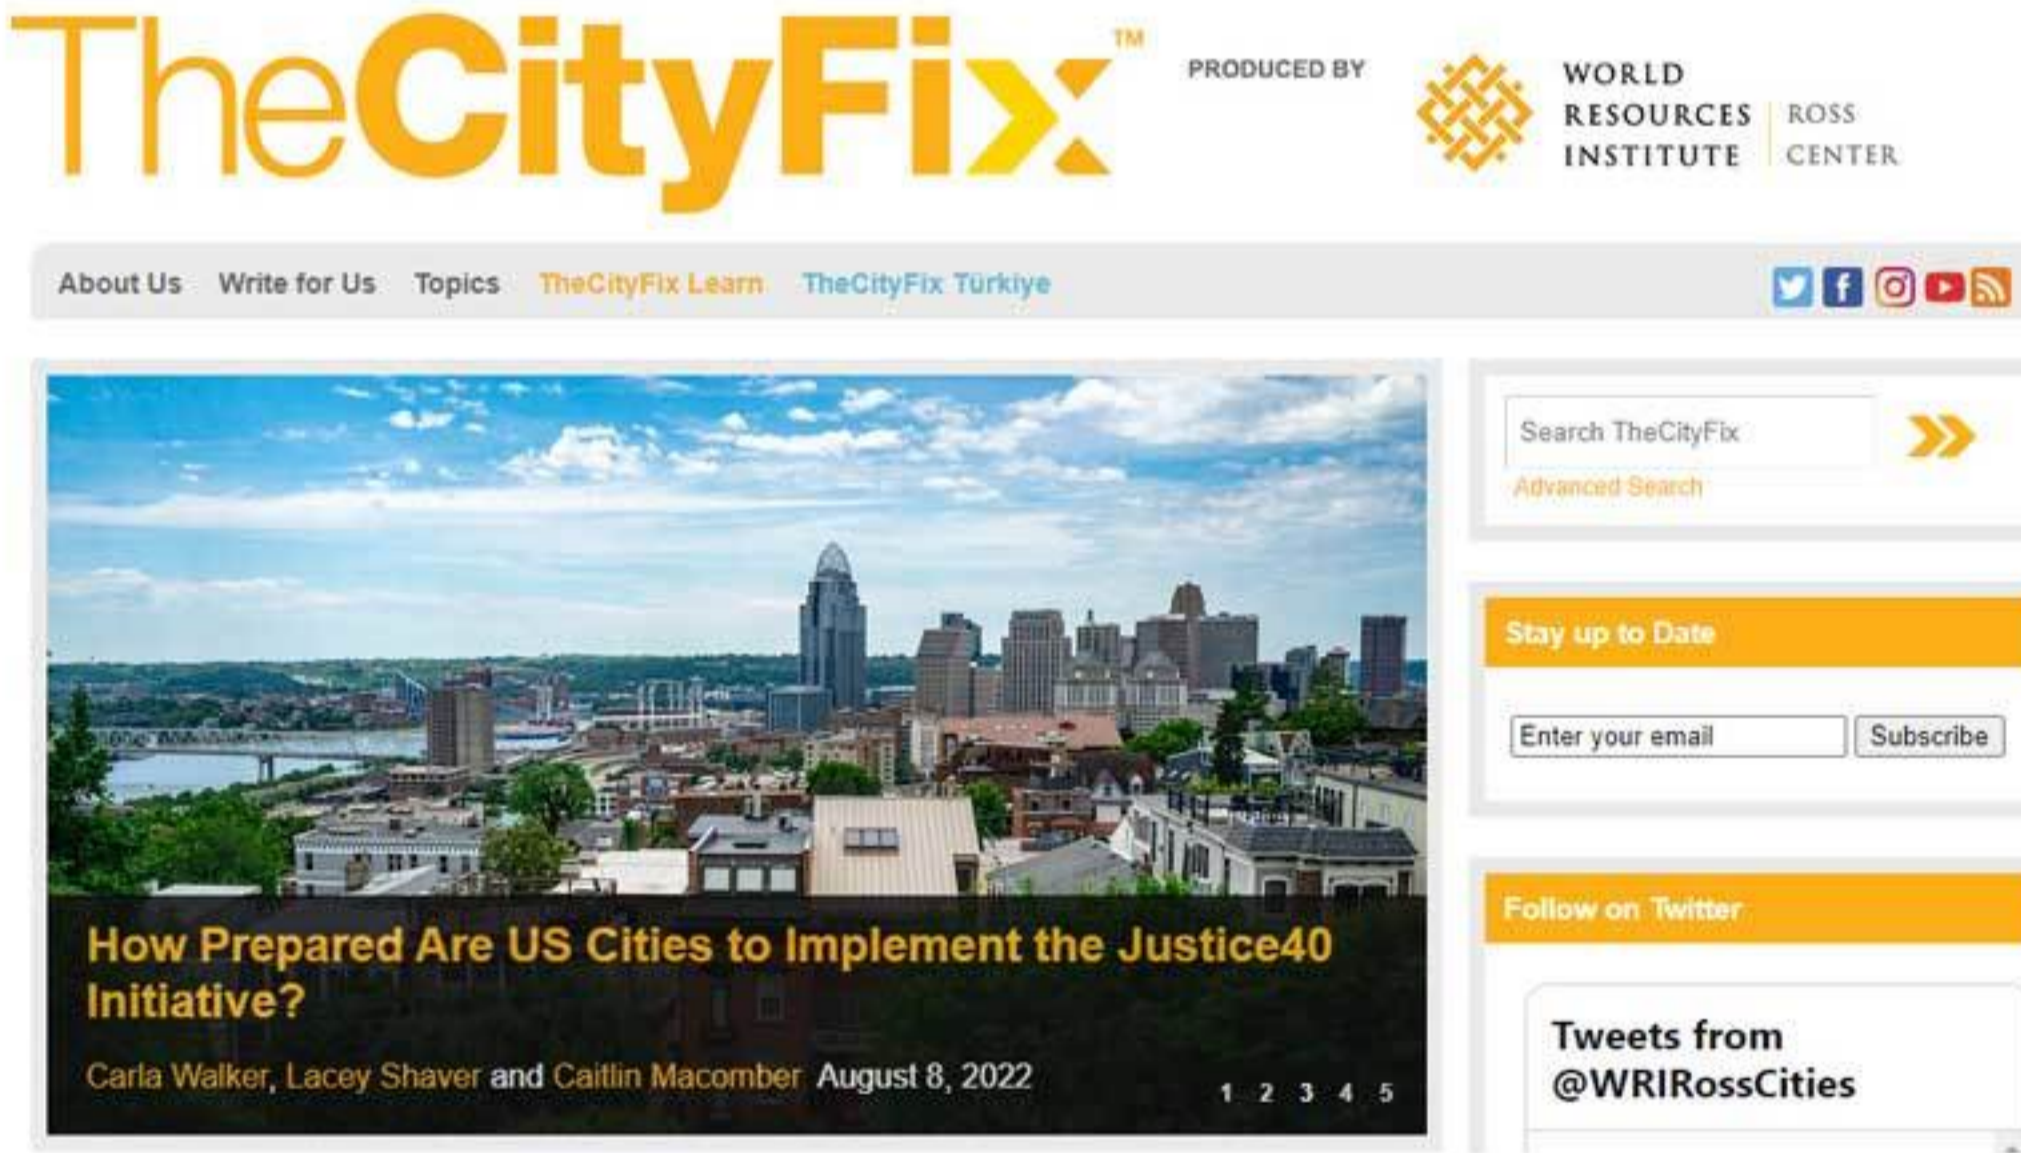 TheCityFix™
PRODUCED BY
WORLD
RESOURCES
INSTITUTE
ROSS
CENTER
About Us Write for Us Topics TheCityFix Learn TheCityFix Türkiye
Search TheCityFix
Advanced Search
Stay up to Date
Enter your email Subscribe
Follow on Twitter
Tweets from
@WRIRossCities
How Prepared Are US Cities to Implement the Justice40
Initiative?
Carla Walker, Lacey Shaver and Caitlin Macomber August 8, 2022
1 2 3 4 5